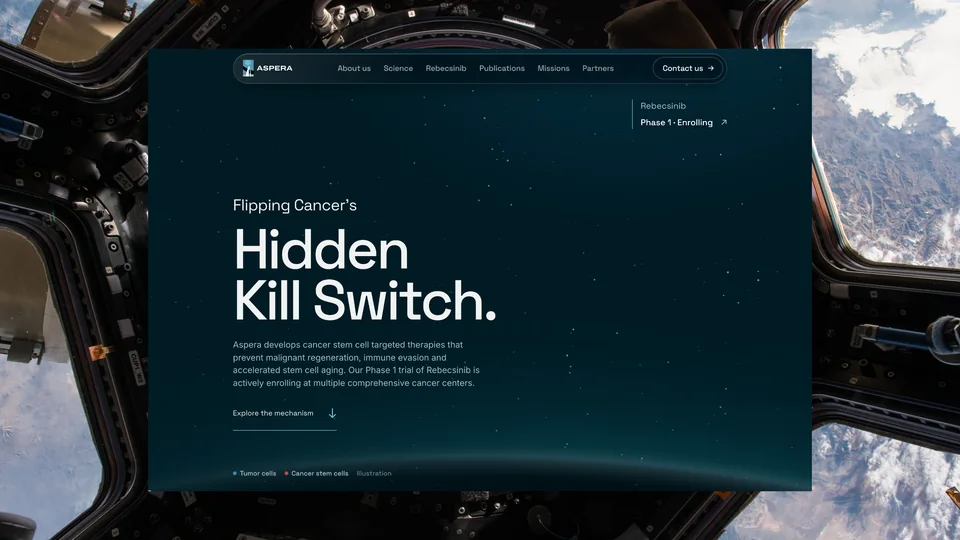 ASPERA
About us Science Rebecsinib Publications Missions Partners Contact us →
Rebecsinib
Phase 1 · Enrolling ↗
Flipping Cancer's
Hidden
Kill Switch.
Aspera develops cancer stem cell targeted therapies that
prevent malignant regeneration, immune evasion and
accelerated stem cell aging. Our Phase 1 trial of Rebecsinib is
actively enrolling at multiple comprehensive cancer centers.
Explore the mechanism ↓
Tumor cells Cancer stem cells Illustration